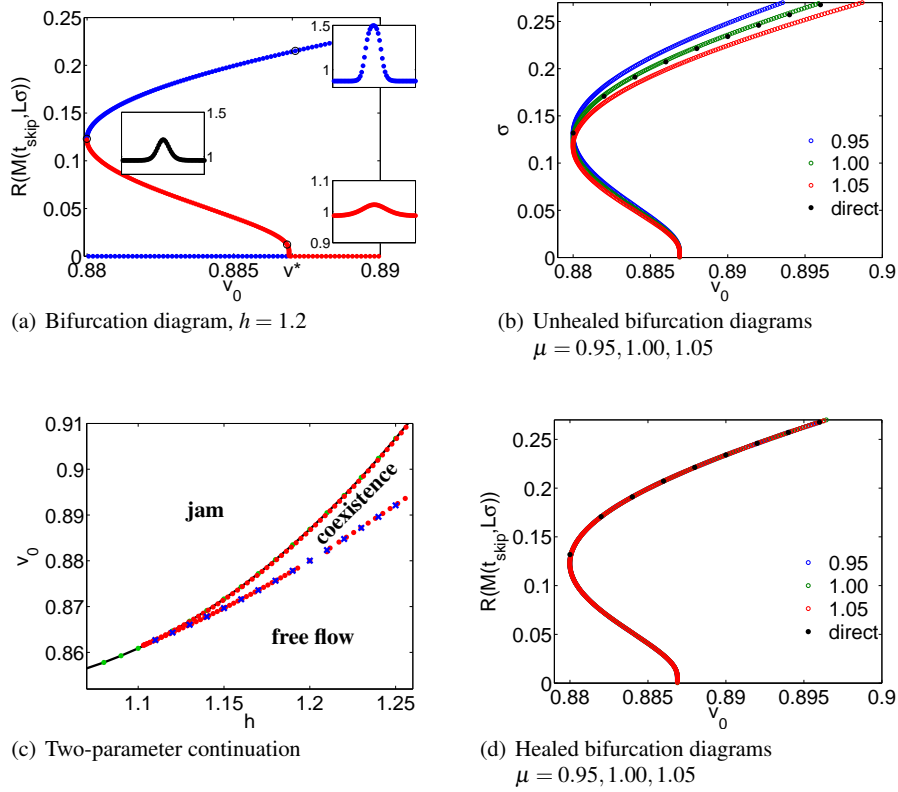 R(M(t_skip,Lσ))
0.25
0.2
0.15
0.1
0.05
0
0.88
0.885
v*
0.89
v_0
1.5
1
1.5
1
1.1
1
0.9
(a) Bifurcation diagram, h = 1.2
σ
0.25
0.2
0.15
0.1
0.05
0
0.88
0.885
0.89
0.895
0.9
v_0
0.95
1.00
1.05
direct
(b) Unhealed bifurcation diagrams
μ = 0.95, 1.00, 1.05
v_0
0.91
0.9
0.89
0.88
0.87
0.86
1.1
1.15
1.2
1.25
h
jam
coexistence
free flow
(c) Two-parameter continuation
R(M(t_skip,Lσ))
0.25
0.2
0.15
0.1
0.05
0
0.88
0.885
0.89
0.895
0.9
v_0
0.95
1.00
1.05
direct
(d) Healed bifurcation diagrams
μ = 0.95, 1.00, 1.05